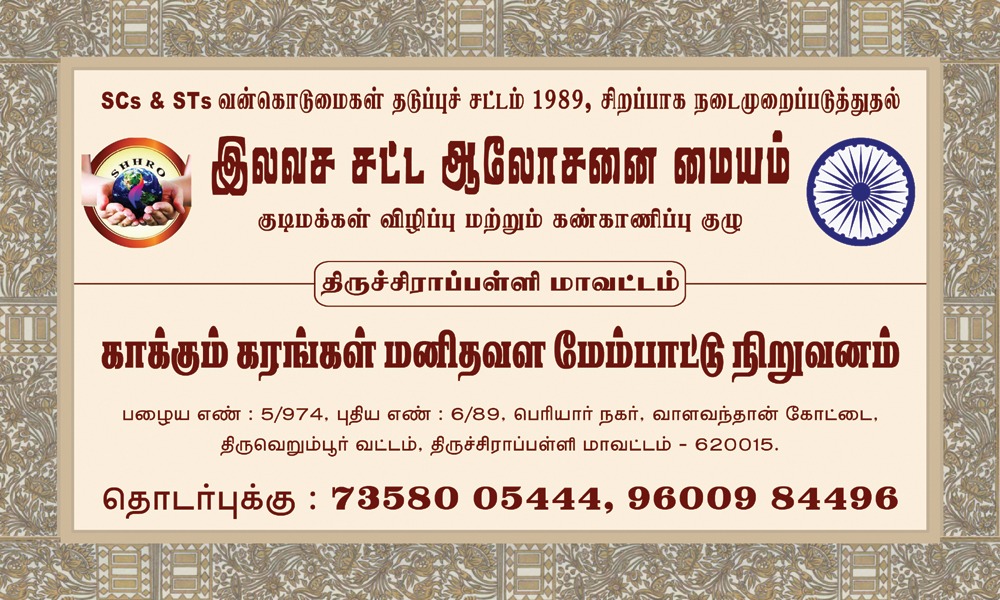 SCs & STs வன்கொடுமைகள் தடுப்புச் சட்டம் 1989, சிறப்பாக நடைமுறைப்படுத்துதல்
SHHRO
இலவச சட்ட ஆலோசனை மையம்
குடிமக்கள் விழிப்பு மற்றும் கண்காணிப்பு குழு
திருச்சிராப்பள்ளி மாவட்டம்
காக்கும் கரங்கள் மனிதவள மேம்பாட்டு நிறுவனம்
பழைய எண் : 5/974, புதிய எண் : 6/89, பெரியார் நகர், வாளவந்தான் கோட்டை,
திருவெறும்பூர் வட்டம், திருச்சிராப்பள்ளி மாவட்டம் - 620015.
தொடர்புக்கு : 73580 05444, 96009 84496